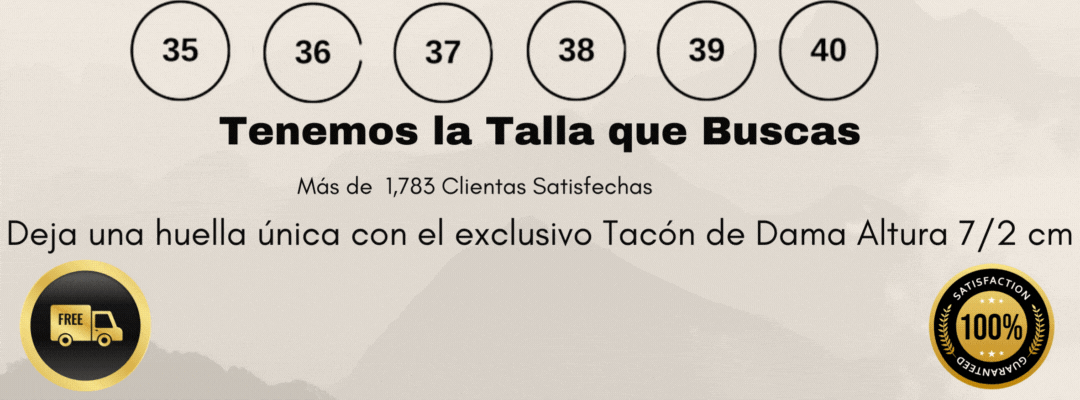 35 36 37 38 39 40
Tenemos la Talla que Buscas
Más de 1,783 Clientas Satisfechas
Deja una huella única con el exclusivo Tacón de Dama Altura 7/2 cm
FREE
SATISFACTION
100%
GUARANTEED